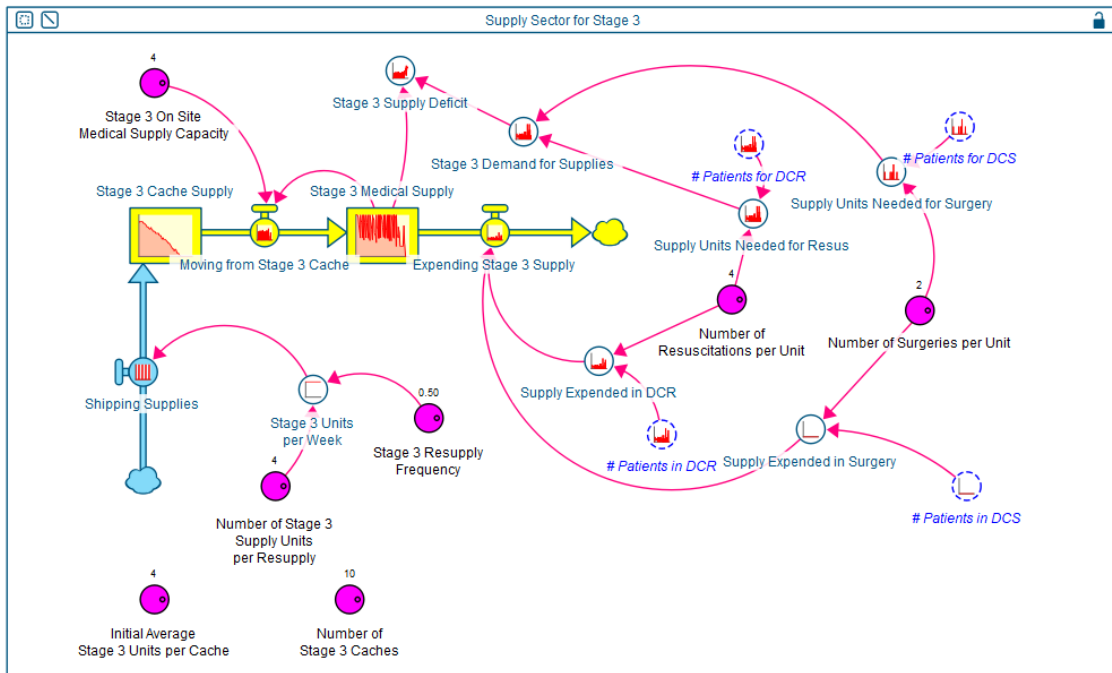 Supply Sector for Stage 3
4
Stage 3 On Site
Medical Supply Capacity
Stage 3 Supply Deficit
Stage 3 Demand for Supplies
# Patients for DCR
# Patients for DCS
Supply Units Needed for Surgery
Stage 3 Cache Supply
Stage 3 Medical Supply
Supply Units Needed for Resus
Moving from Stage 3 Cache
Expending Stage 3 Supply
4
Number of
Resuscitations per Unit
2
Number of Surgeries per Unit
Shipping Supplies
Stage 3 Units
per Week
0.50
Stage 3 Resupply
Frequency
Supply Expended in DCR
# Patients in DCR
Supply Expended in Surgery
# Patients in DCS
4
Number of Stage 3
Supply Units
per Resupply
4
Initial Average
Stage 3 Units per Cache
10
Number of
Stage 3 Caches